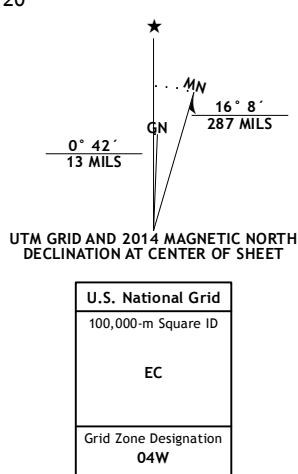 20
★
MN
GN
16° 8´
287 MILS
0° 42´
13 MILS
UTM GRID AND 2014 MAGNETIC NORTH
DECLINATION AT CENTER OF SHEET
U.S. National Grid
100,000-m Square ID
EC
Grid Zone Designation
04W